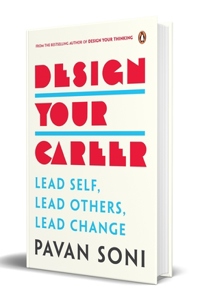 FROM THE BESTSELLING AUTHOR OF DESIGN YOUR THINKING
DESIGN
YOUR
CAREER
LEAD SELF,
LEAD OTHERS,
LEAD CHANGE
PAVAN SONI